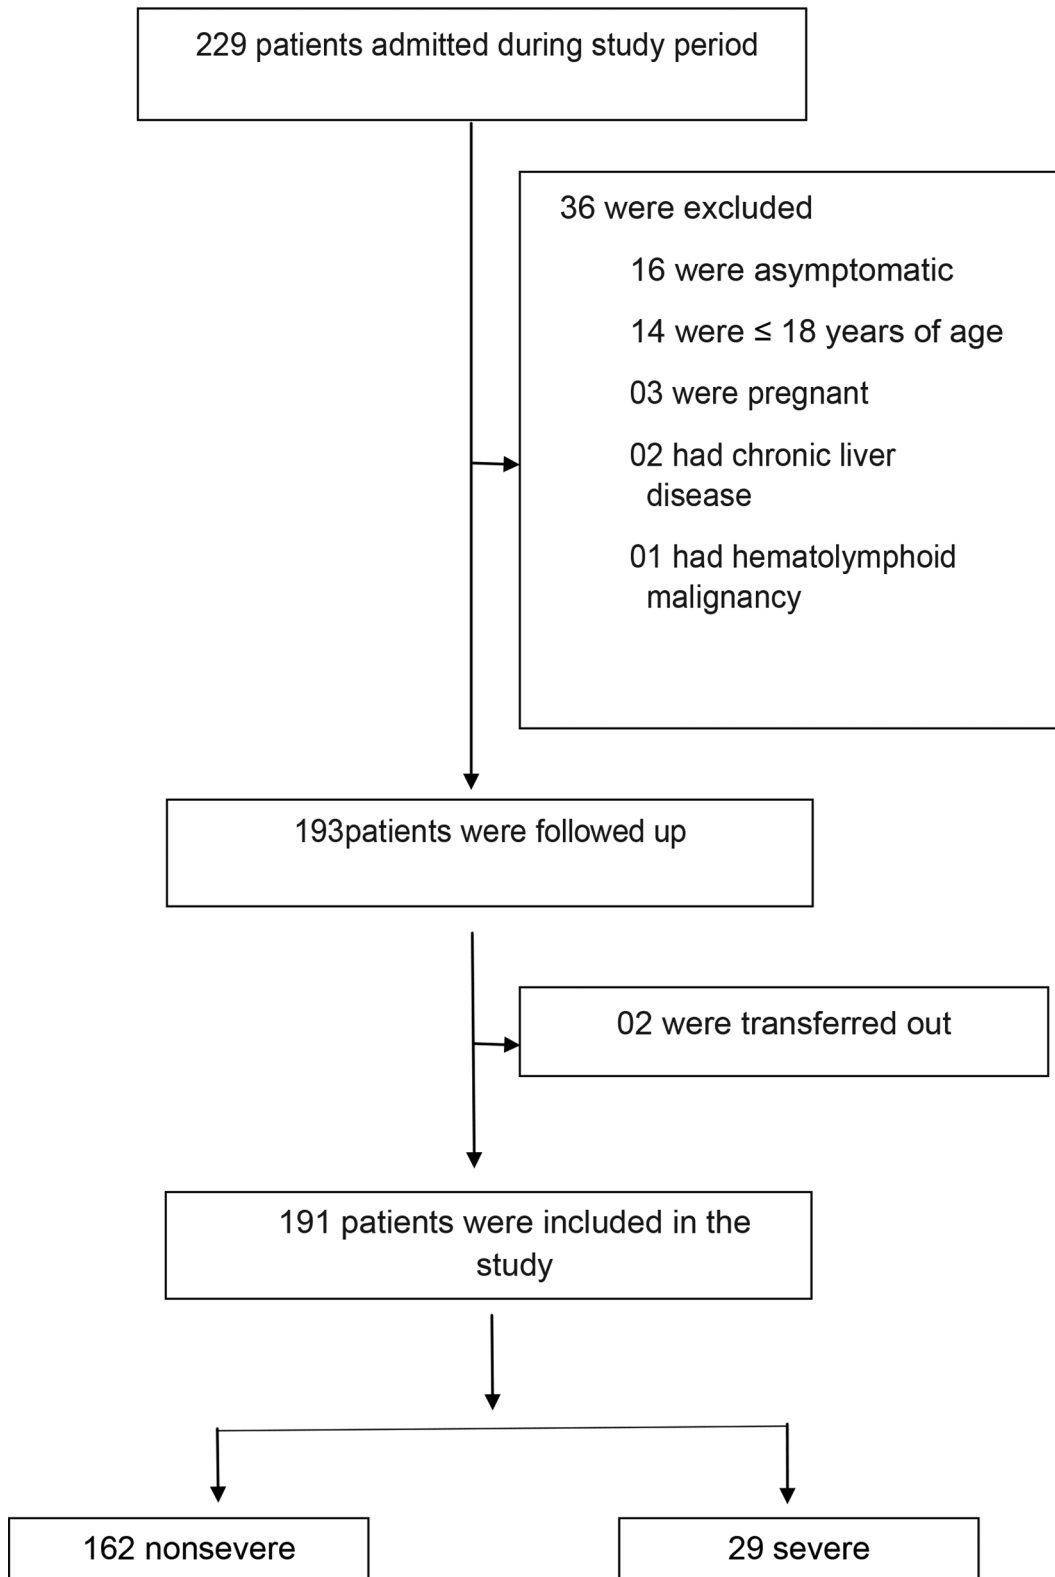 229 patients admitted during study period
36 were excluded
16 were asymptomatic
14 were ≤ 18 years of age
03 were pregnant
02 had chronic liver
disease
01 had hematolymphoid
malignancy
193patients were followed up
02 were transferred out
191 patients were included in the
study
162 nonsevere
29 severe